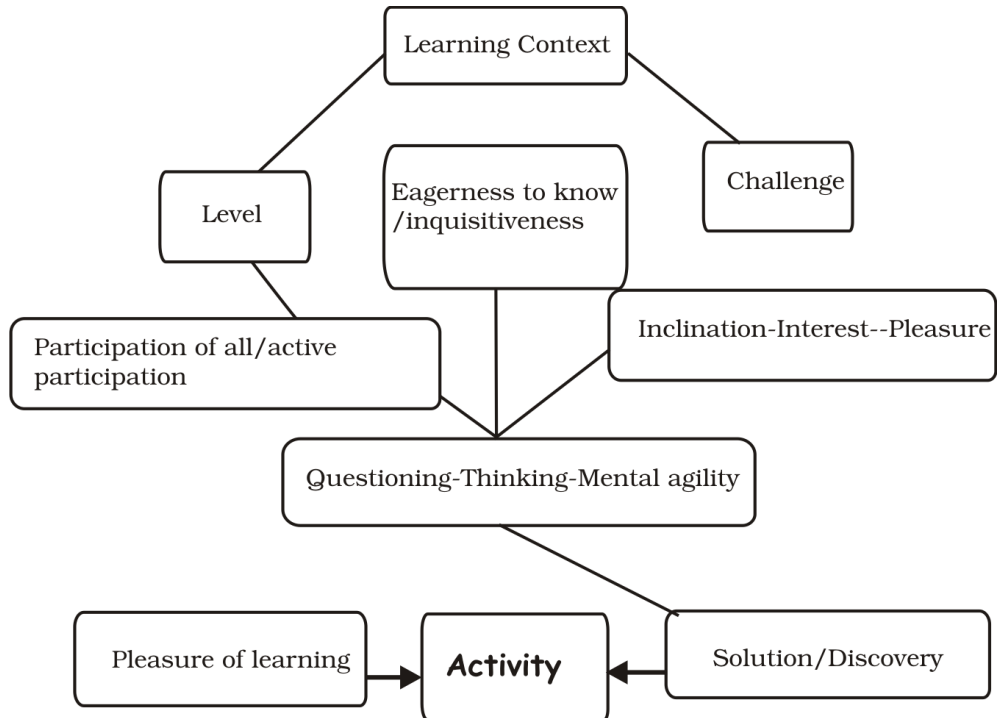 Learning Context
Level
Eagerness to know
/inquisitiveness
Challenge
Participation of all/active
participation
Inclination-Interest--Pleasure
Questioning-Thinking-Mental agility
Pleasure of learning
Activity
Solution/Discovery